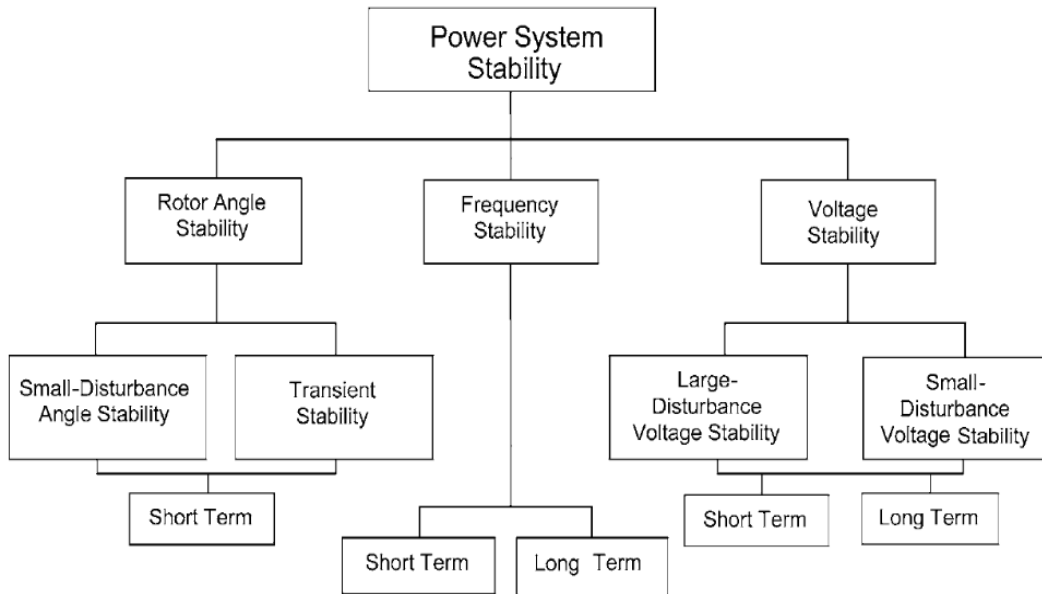 Power System
Stability
Rotor Angle
Stability
Frequency
Stability
Voltage
Stability
Small-Disturbance
Angle Stability
Transient
Stability
Large-
Disturbance
Voltage Stability
Small-
Disturbance
Voltage Stability
Short Term
Short Term
Long Term
Short Term
Long Term